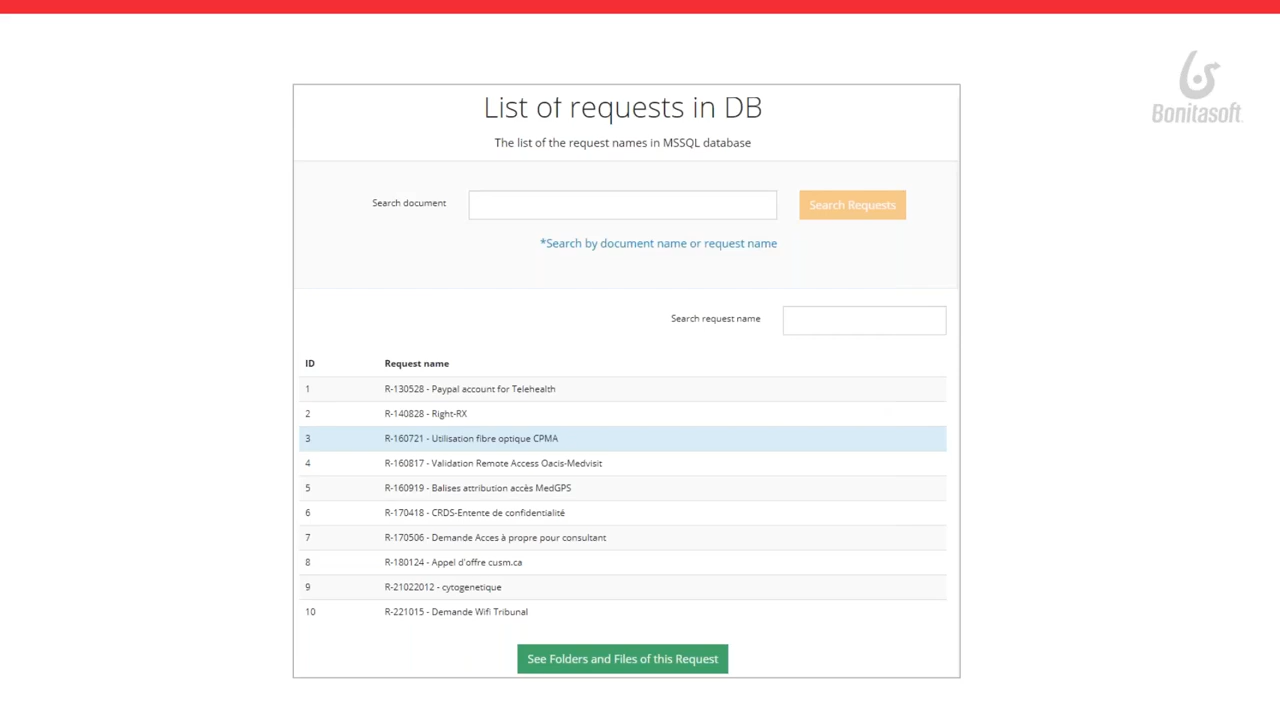 Bonitasoft
List of requests in DB
The list of the request names in MSSQL database
Search document
Search Requests
*Search by document name or request name
Search request name
ID Request name
1 R-130528 - Paypal account for Telehealth
2 R-140828 - Right-RX
3 R-160721 - Utilisation fibre optique CPMA
4 R-160817 - Validation Remote Access Oacis-Medvisit
5 R-160919 - Balises attribution accès MedGPS
6 R-170418 - CRDS-Entente de confidentialité
7 R-170506 - Demande Acces à propre pour consultant
8 R-180124 - Appel d'offre cusm.ca
9 R-21022012 - cytogenetique
10 R-221015 - Demande Wifi Tribunal
See Folders and Files of this Request